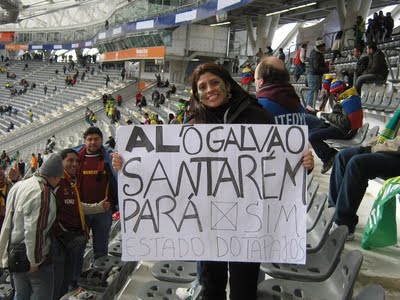 ALÔ GALVÃO
SANTARÉM
PARÁ ☒ SIM
ESTADO DO TAPAJÓS